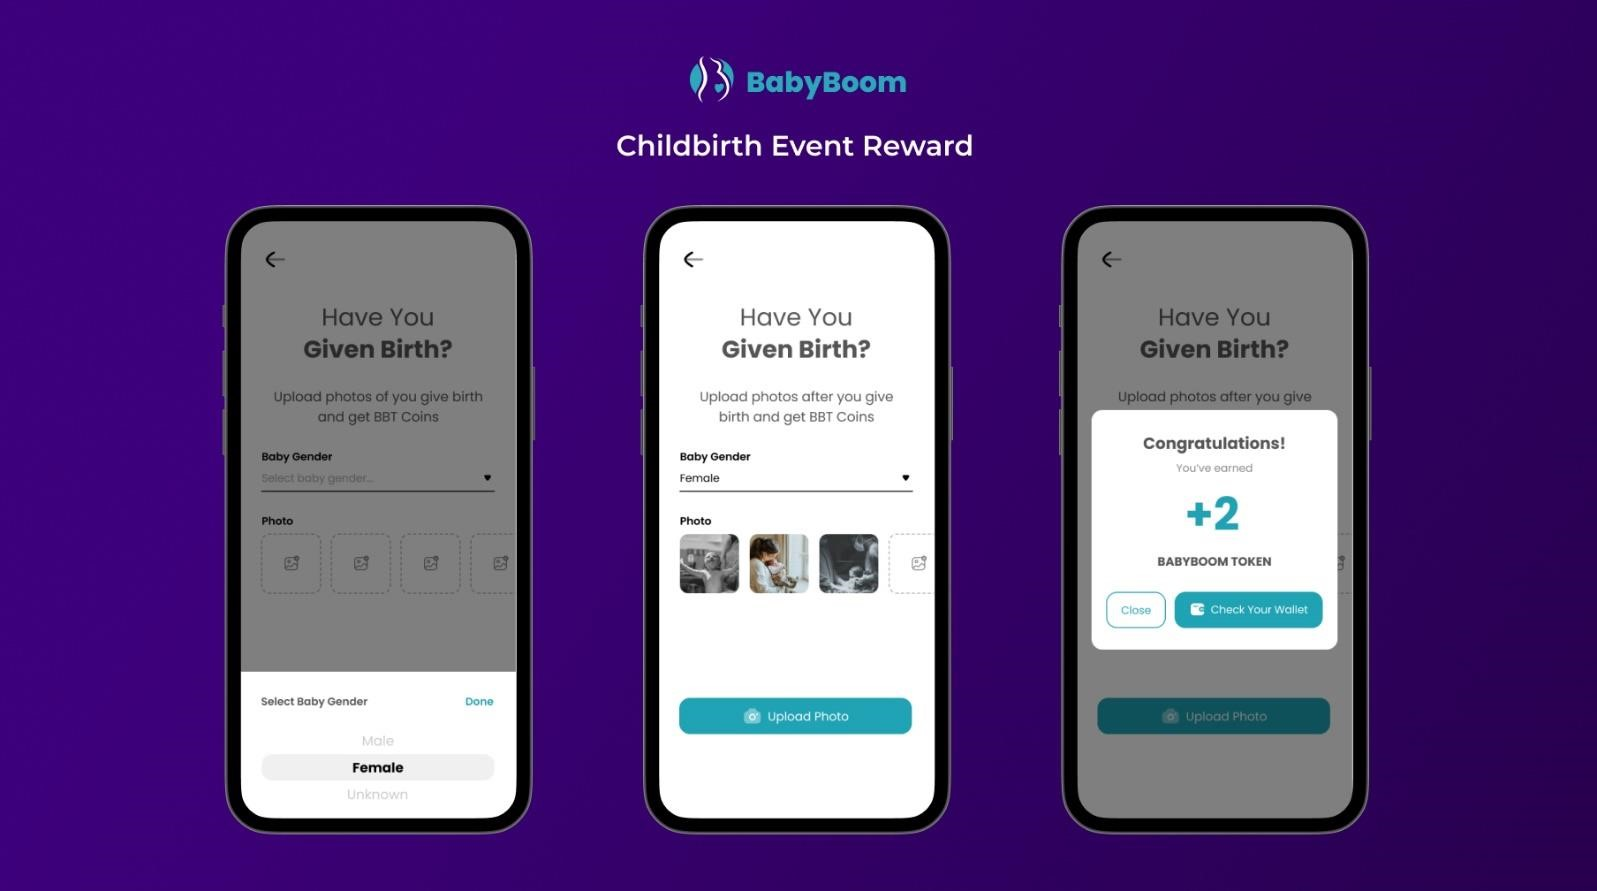 BabyBoom
Childbirth Event Reward
Have You
Given Birth?
Upload photos of you give birth
and get BBT Coins
Baby Gender
Select baby gender...
Photo
Select Baby Gender
Done
Male
Female
Unknown
Have You
Given Birth?
Upload photos after you give
birth and get BBT Coins
Baby Gender
Female
Photo
Upload Photo
Have You
Given Birth?
Upload photos after you give
Congratulations!
You've earned
+2
BABYBOOM TOKEN
Close
Check Your Wallet
Upload Photo